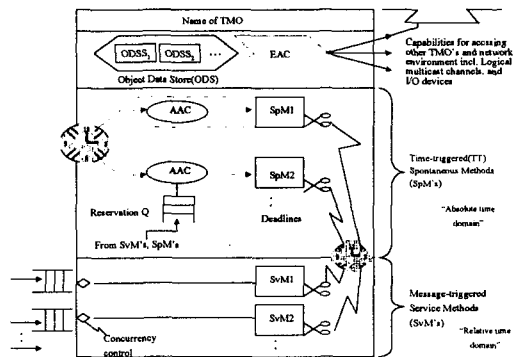 Name of TMO
ODSS1 ODSS2 ...
EAC
Object Data Store(ODS)
Capabilities for accessing
other TMO's and network
environment incl. Logical
multicast channels, and
I/O devices
AAC
SpM1
AAC
SpM2
Reservation Q
Deadlines
From SvM's, SpM's
Time-triggered(TT)
Spontaneous Methods
(SpM's)
"Absolute time
domain"
SvM1
SvM2
Concurrency
control
Message-triggered
Service Methods
(SvM's)
"Relative time
domain"